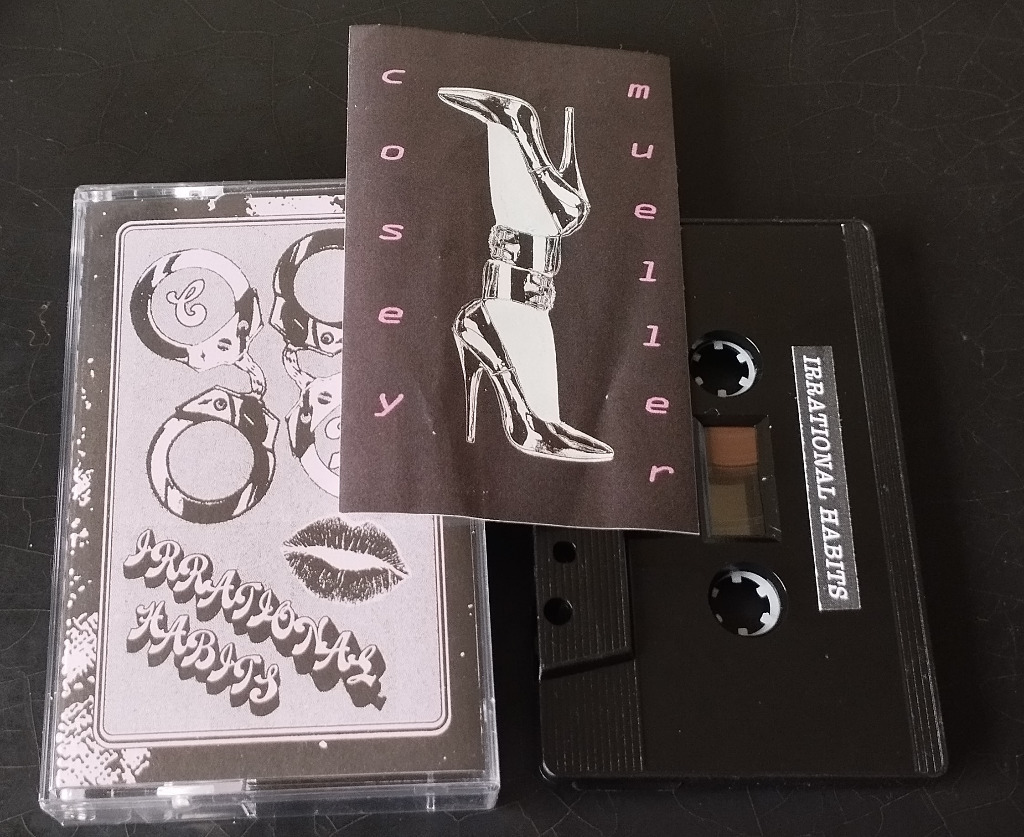 cosey
mueller
C
IRRATIONAL
HABITS
IRRATIONAL HABITS